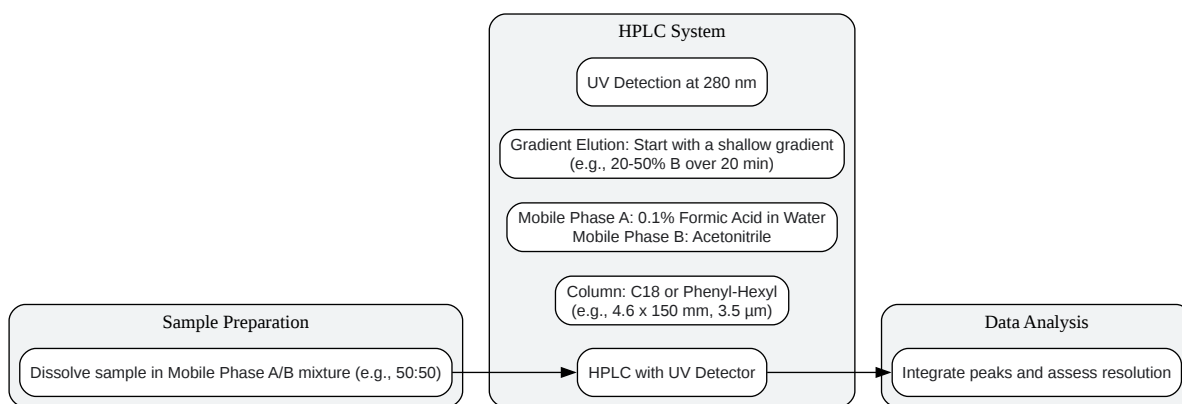 HPLC System
UV Detection at 280 nm
Gradient Elution: Start with a shallow gradient
(e.g., 20-50% B over 20 min)
Mobile Phase A: 0.1% Formic Acid in Water
Mobile Phase B: Acetonitrile
Column: C18 or Phenyl-Hexyl
(e.g., 4.6 x 150 mm, 3.5 µm)
Sample Preparation
Data Analysis
Dissolve sample in Mobile Phase A/B mixture (e.g., 50:50)
HPLC with UV Detector
Integrate peaks and assess resolution